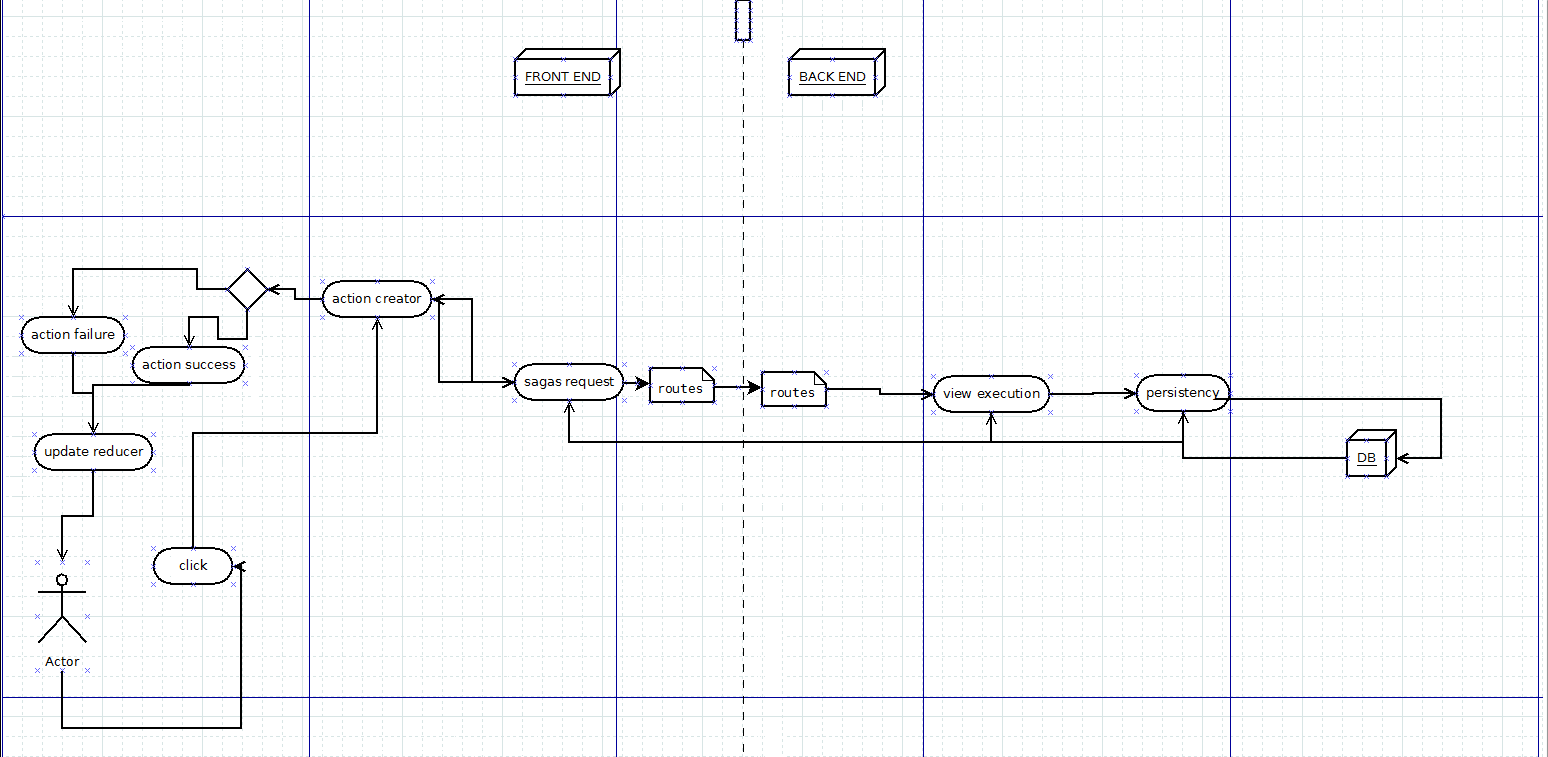 FRONT END
BACK END
action creator
action failure
action success
sagas request
routes
routes
view execution
persistency
update reducer
DB
click
Actor